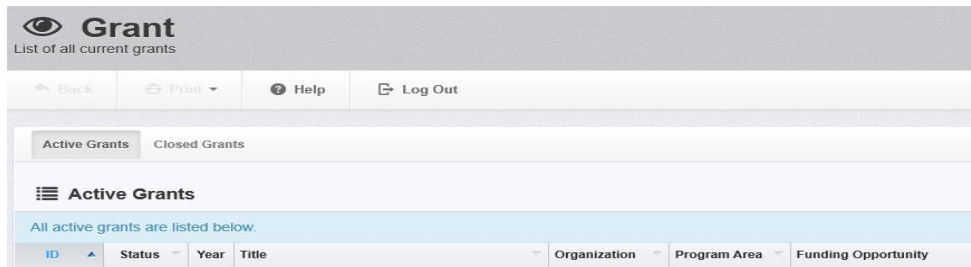 Grant
List of all current grants
Back Print Help Log Out
Active Grants Closed Grants
Active Grants
All active grants are listed below.
ID Status Year Title Organization Program Area Funding Opportunity